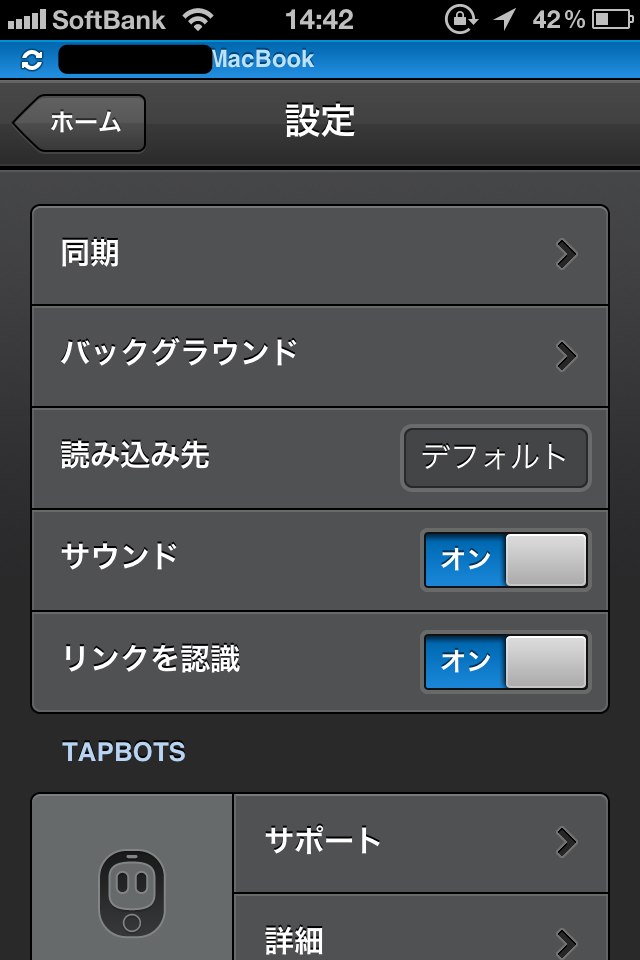 SoftBank 14:42 42%
MacBook
ホーム 設定
同期
バックグラウンド
読み込み先 デフォルト
サウンド オン
リンクを認識 オン
TAPBOTS
サポート
詳細